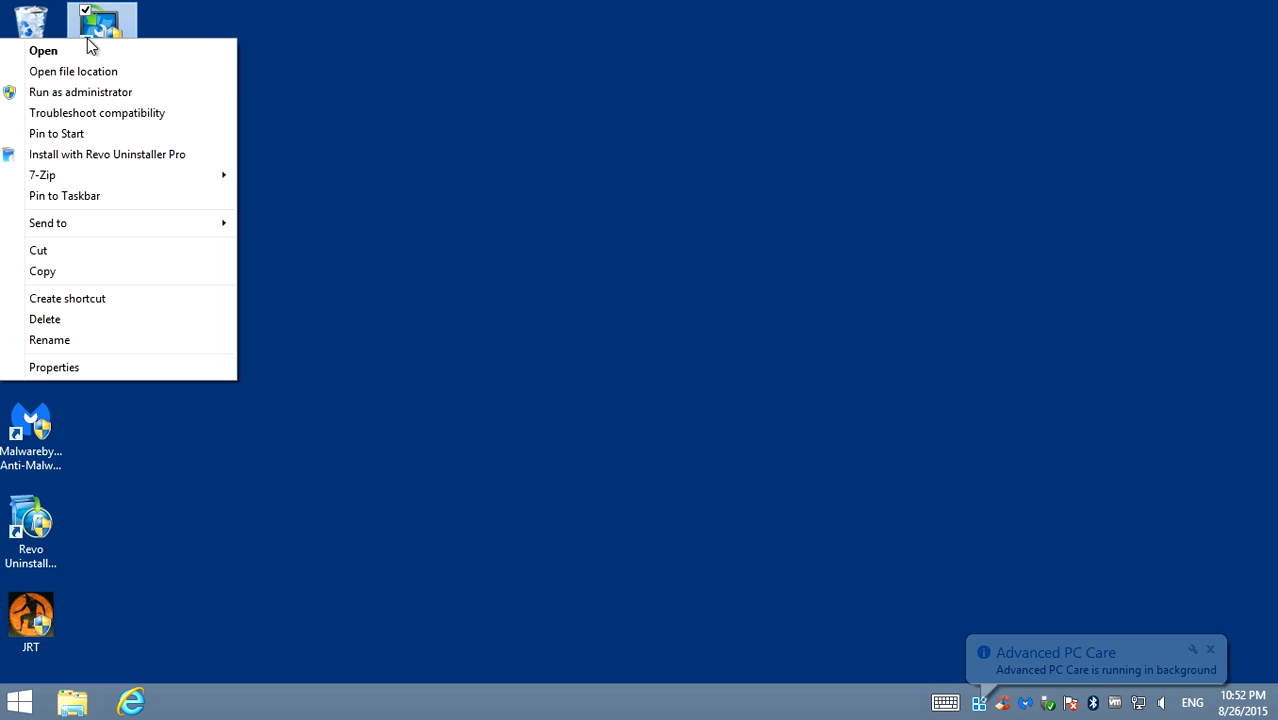 Open
Open file location
Run as administrator
Troubleshoot compatibility
Pin to Start
Install with Revo Uninstaller Pro
7-Zip
Pin to Taskbar
Send to
Cut
Copy
Create shortcut
Delete
Rename
Properties
Malwareby...
Anti-Malw...
Revo
Uninstall...
JRT
Advanced PC Care
Advanced PC Care is running in background
ENG
10:52 PM
8/26/2015